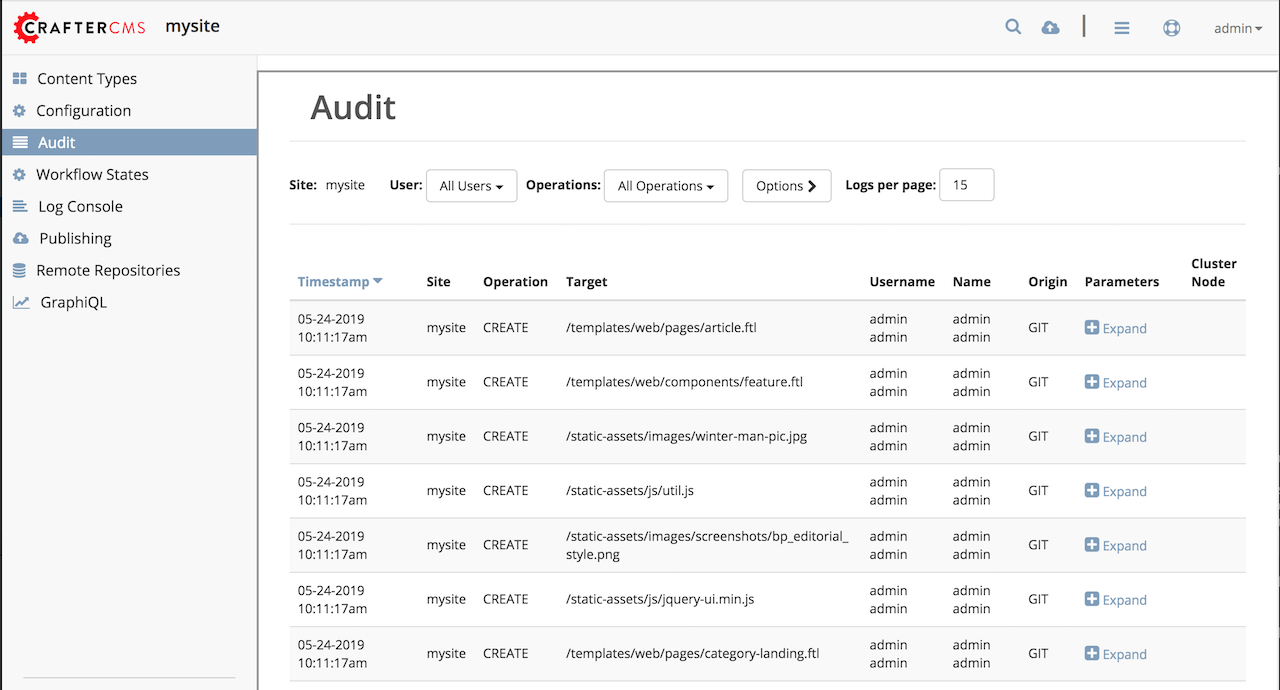 CRAFTERCMS mysite admin
Content Types
Configuration
Audit
Workflow States
Log Console
Publishing
Remote Repositories
GraphiQL
Audit
Site: mysite User: All Users Operations: All Operations Options Logs per page: 15
Timestamp Site Operation Target Username Name Origin Parameters Cluster Node
05-24-2019 10:11:17am mysite CREATE /templates/web/pages/article.ftl admin admin admin admin GIT Expand
05-24-2019 10:11:17am mysite CREATE /templates/web/components/feature.ftl admin admin admin admin GIT Expand
05-24-2019 10:11:17am mysite CREATE /static-assets/images/winter-man-pic.jpg admin admin admin admin GIT Expand
05-24-2019 10:11:17am mysite CREATE /static-assets/js/util.js admin admin admin admin GIT Expand
05-24-2019 10:11:17am mysite CREATE /static-assets/images/screenshots/bp_editorial_style.png admin admin admin admin GIT Expand
05-24-2019 10:11:17am mysite CREATE /static-assets/js/jquery-ui.min.js admin admin admin admin GIT Expand
05-24-2019 10:11:17am mysite CREATE /templates/web/pages/category-landing.ftl admin admin admin admin GIT Expand